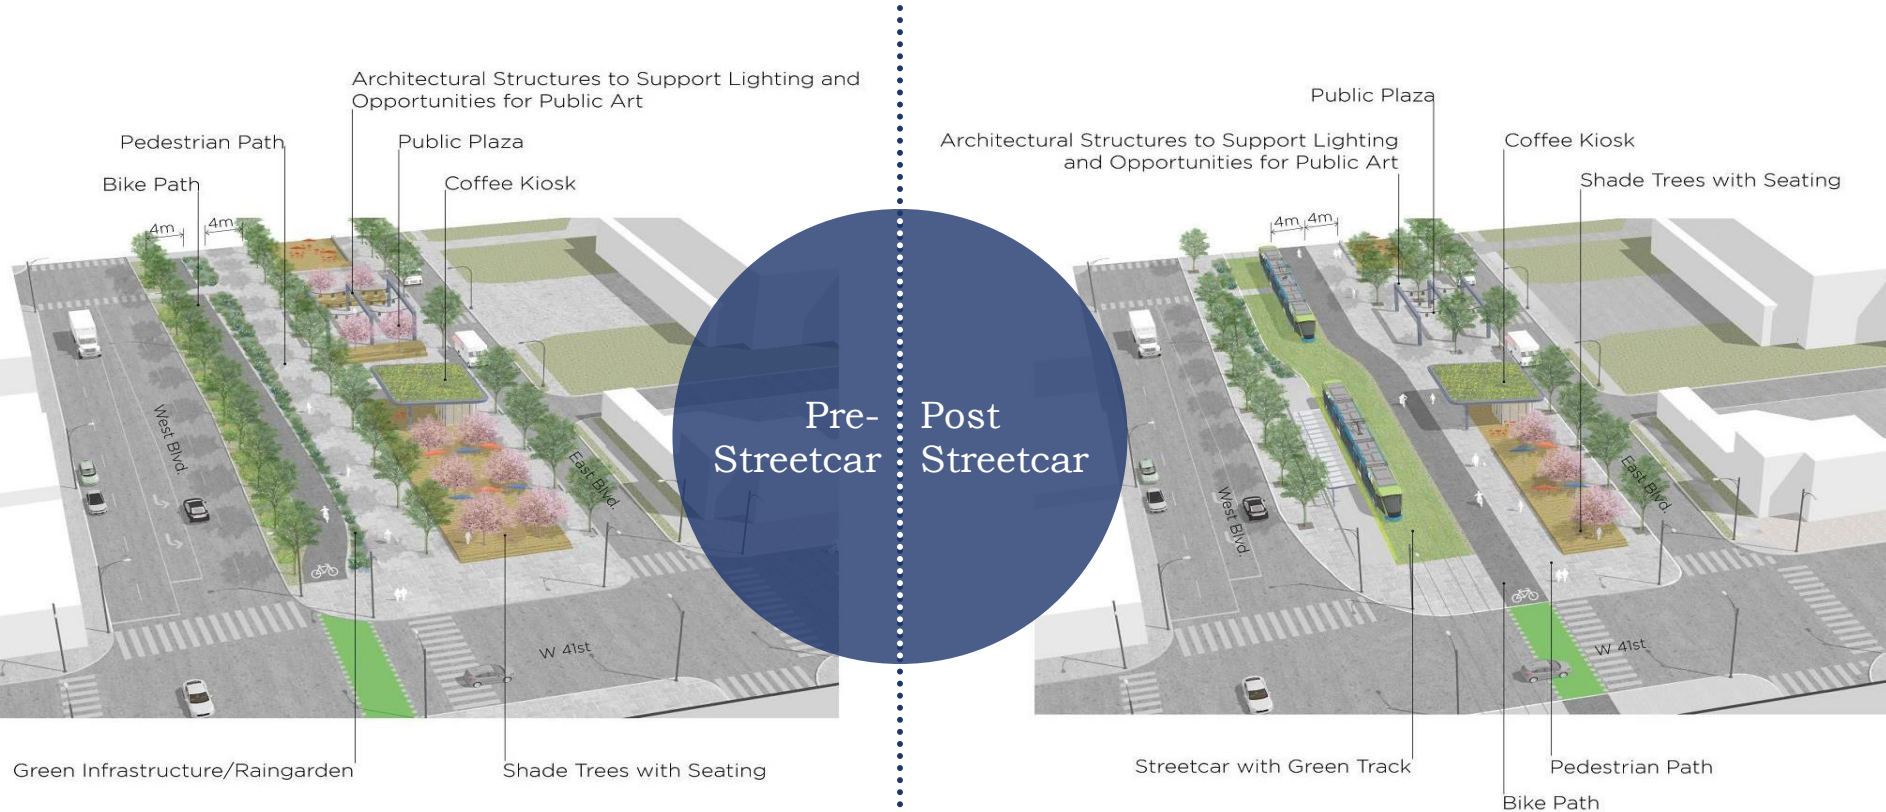 Architectural Structures to Support Lighting and
Opportunities for Public Art
Pedestrian Path
Public Plaza
Bike Path
Coffee Kiosk
4m
4m
West Blvd.
East Blvd.
W 41st
Green Infrastructure/Raingarden
Shade Trees with Seating
Pre-
Streetcar
Post
Streetcar
Public Plaza
Architectural Structures to Support Lighting
and Opportunities for Public Art
Coffee Kiosk
Shade Trees with Seating
4m
4m
West Blvd.
East Blvd.
W 41st
Streetcar with Green Track
Pedestrian Path
Bike Path